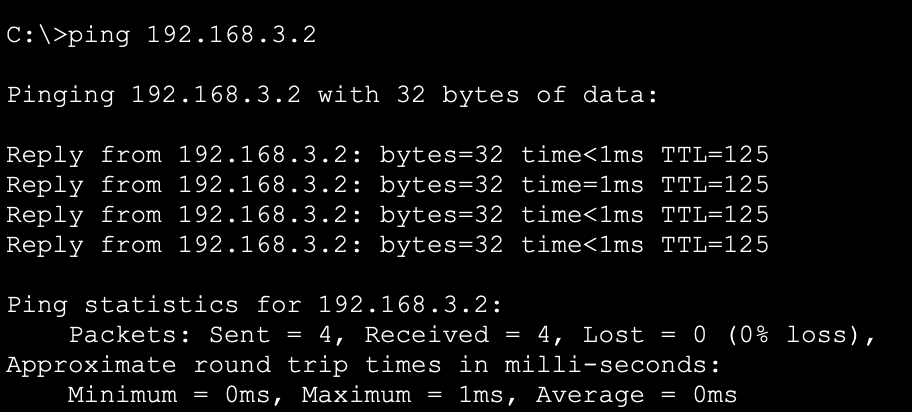 C:\>ping 192.168.3.2
Pinging 192.168.3.2 with 32 bytes of data:
Reply from 192.168.3.2: bytes=32 time<1ms TTL=125
Reply from 192.168.3.2: bytes=32 time=1ms TTL=125
Reply from 192.168.3.2: bytes=32 time<1ms TTL=125
Reply from 192.168.3.2: bytes=32 time<1ms TTL=125
Ping statistics for 192.168.3.2:
    Packets: Sent = 4, Received = 4, Lost = 0 (0% loss),
Approximate round trip times in milli-seconds:
    Minimum = 0ms, Maximum = 1ms, Average = 0ms